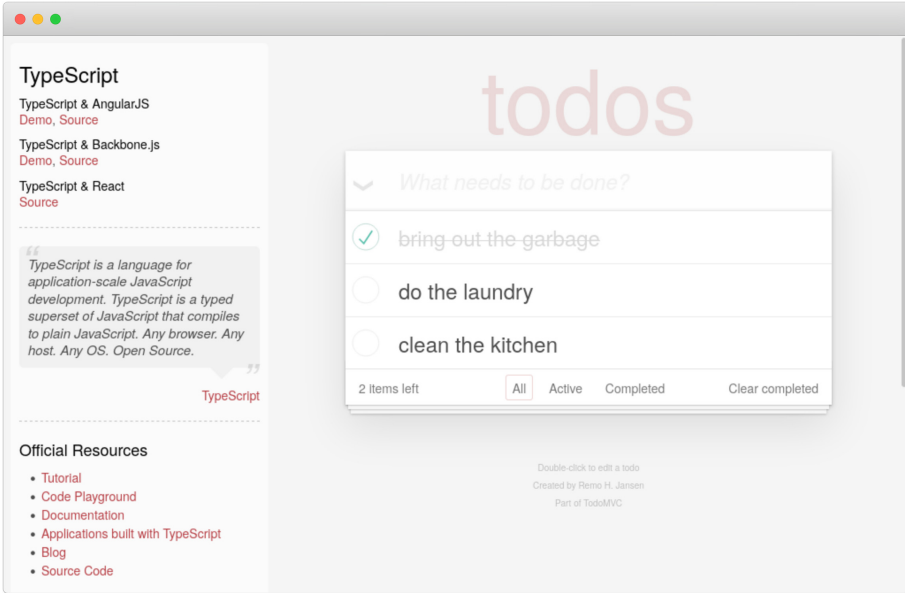 TypeScript
TypeScript & AngularJS
Demo, Source
TypeScript & Backbone.js
Demo, Source
TypeScript & React
Source
“
TypeScript is a language for
application-scale JavaScript
development. TypeScript is a typed
superset of JavaScript that compiles
to plain JavaScript. Any browser. Any
host. Any OS. Open Source.
”
TypeScript
Official Resources
• Tutorial
• Code Playground
• Documentation
• Applications built with TypeScript
• Blog
• Source Code
todos
What needs to be done?
bring out the garbage
do the laundry
clean the kitchen
2 items left All Active Completed Clear completed
Double-click to edit a todo
Created by Remo H. Jansen
Part of TodoMVC